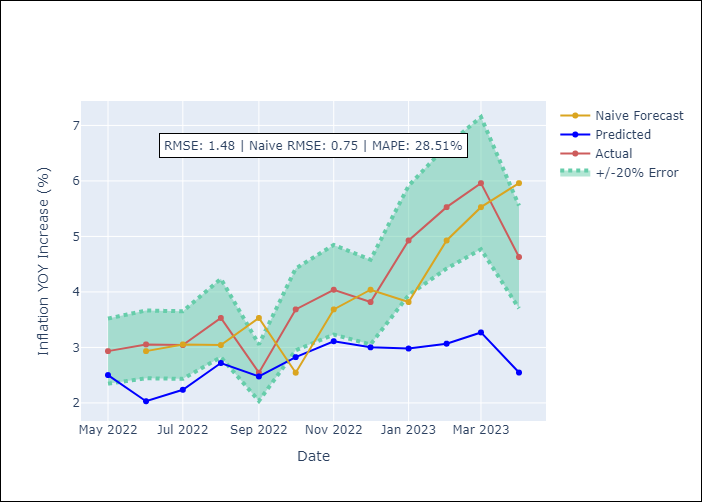 RMSE: 1.48 | Naive RMSE: 0.75 | MAPE: 28.51%
Naive Forecast
Predicted
Actual
+/-20% Error
Inflation YOY Increase (%)
7
6
5
4
3
2
May 2022 Jul 2022 Sep 2022 Nov 2022 Jan 2023 Mar 2023
Date